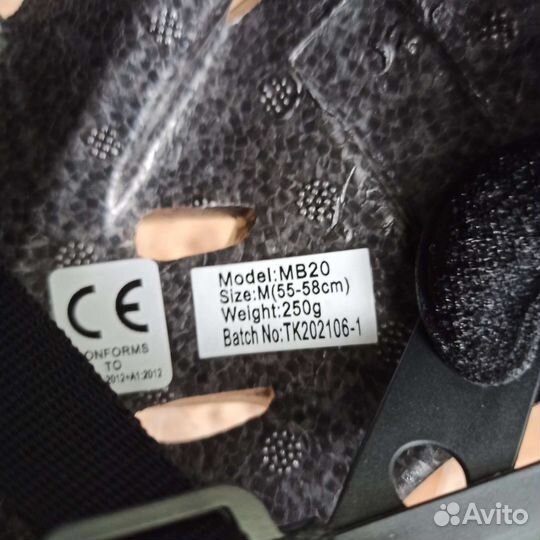 CE
ONFORMS
TO
2012+A1:2012
Model:MB20
Size:M(55-58cm)
Weight:250g
Batch No:TK202106-1
Avito